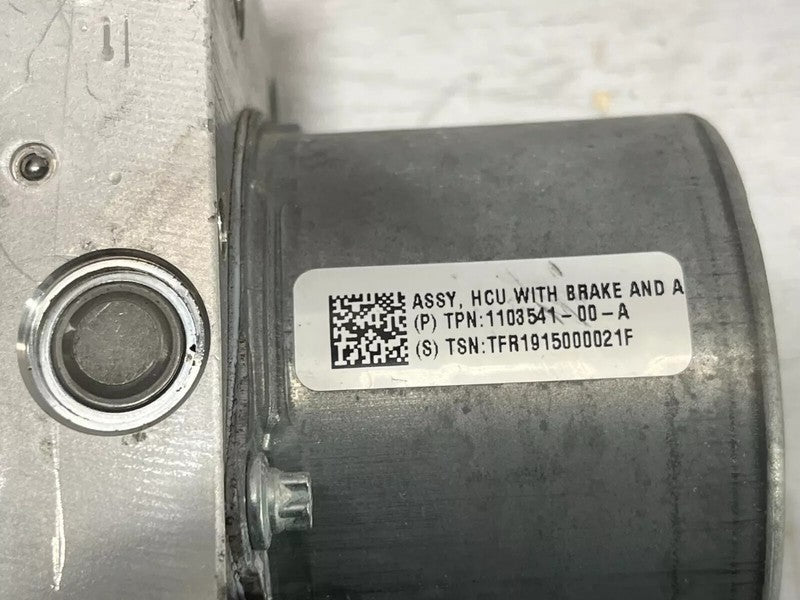 ASSY, HCU WITH BRAKE AND A
(P) TPN:1103541-00-A
(S) TSN:TFR1915000021F